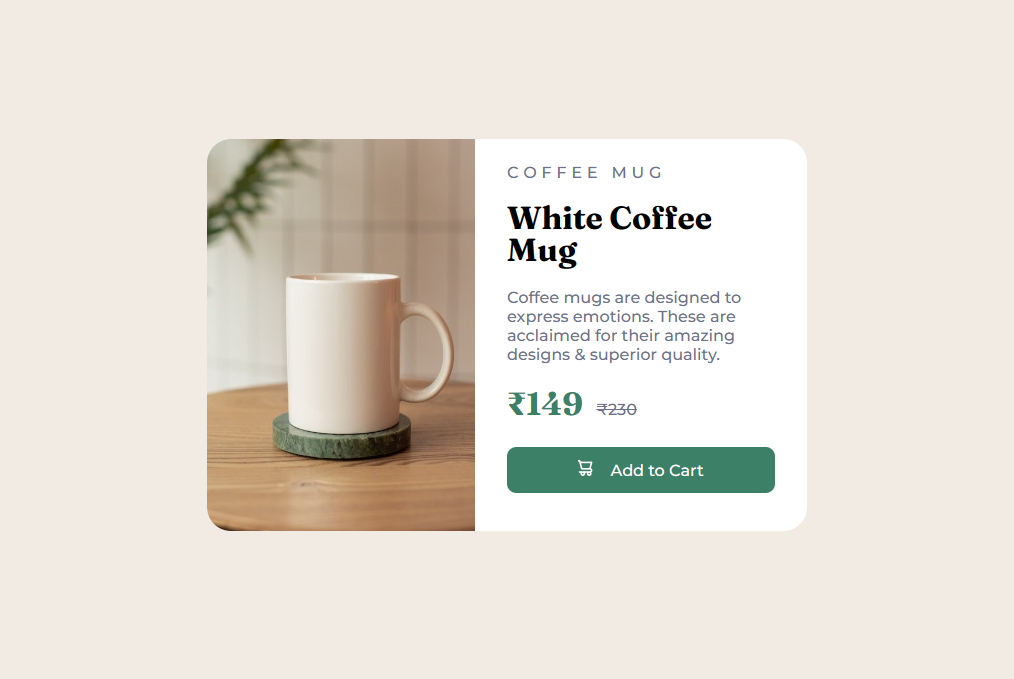 COFFEE MUG
White Coffee
Mug
Coffee mugs are designed to
express emotions. These are
acclaimed for their amazing
designs & superior quality.
₹149 ₹230
Add to Cart